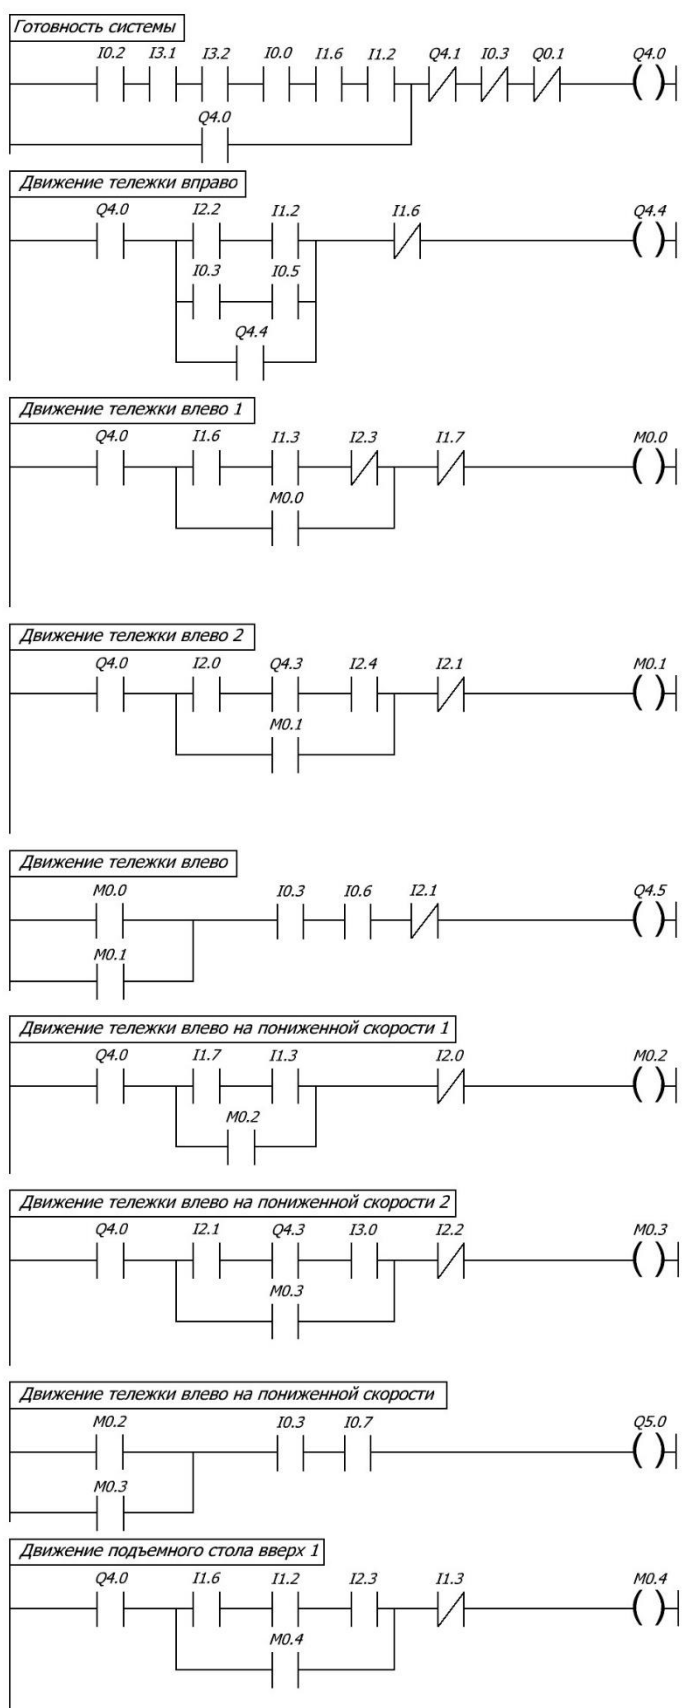 Готовность системы
I0.2 I3.1 I3.2 I0.0 I1.6 I1.2 Q4.1 I0.3 Q0.1 Q4.0
Q4.0
Движение тележки вправо
Q4.0 I2.2 I1.2 I1.6 Q4.4
I0.3 I0.5
Q4.4
Движение тележки влево 1
Q4.0 I1.6 I1.3 I2.3 I1.7 M0.0
M0.0
Движение тележки влево 2
Q4.0 I2.0 Q4.3 I2.4 I2.1 M0.1
M0.1
Движение тележки влево
M0.0 I0.3 I0.6 I2.1 Q4.5
M0.1
Движение тележки влево на пониженной скорости 1
Q4.0 I1.7 I1.3 I2.0 M0.2
M0.2
Движение тележки влево на пониженной скорости 2
Q4.0 I2.1 Q4.3 I3.0 I2.2 M0.3
M0.3
Движение тележки влево на пониженной скорости
M0.2 I0.3 I0.7 Q5.0
M0.3
Движение подъемного стола вверх 1
Q4.0 I1.6 I1.2 I2.3 I1.3 M0.4
M0.4